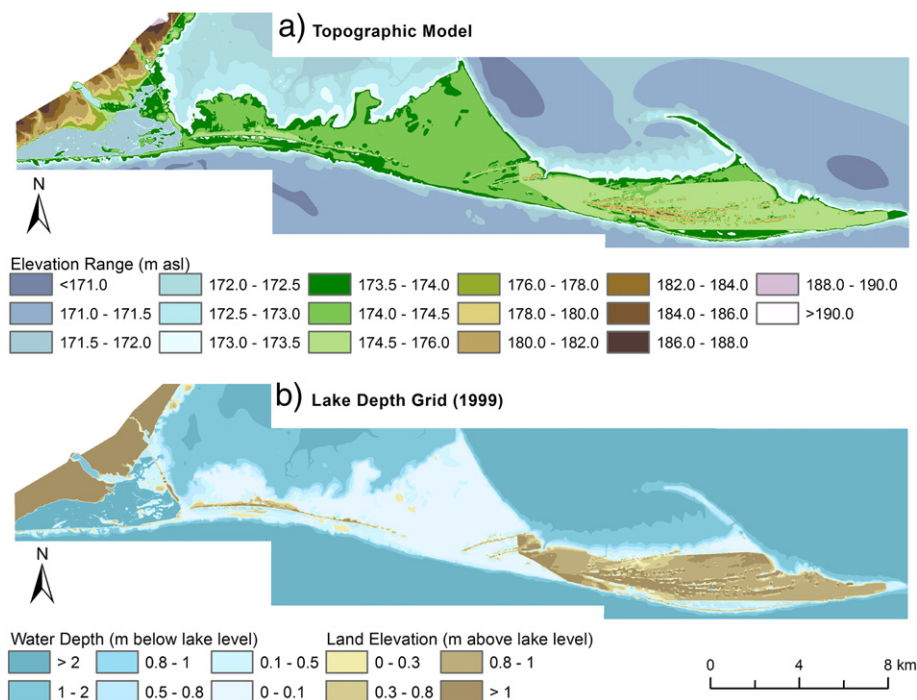 a) Topographic Model
N
Elevation Range (m asl)
<171.0 172.0 - 172.5 173.5 - 174.0 176.0 - 178.0 182.0 - 184.0 188.0 - 190.0
171.0 - 171.5 172.5 - 173.0 174.0 - 174.5 178.0 - 180.0 184.0 - 186.0 >190.0
171.5 - 172.0 173.0 - 173.5 174.5 - 176.0 180.0 - 182.0 186.0 - 188.0
b) Lake Depth Grid (1999)
N
Water Depth (m below lake level) Land Elevation (m above lake level)
> 2 0.8 - 1 0.1 - 0.5 0 - 0.3 0.8 - 1
1 - 2 0.5 - 0.8 0 - 0.1 0.3 - 0.8 > 1
0 4 8 km